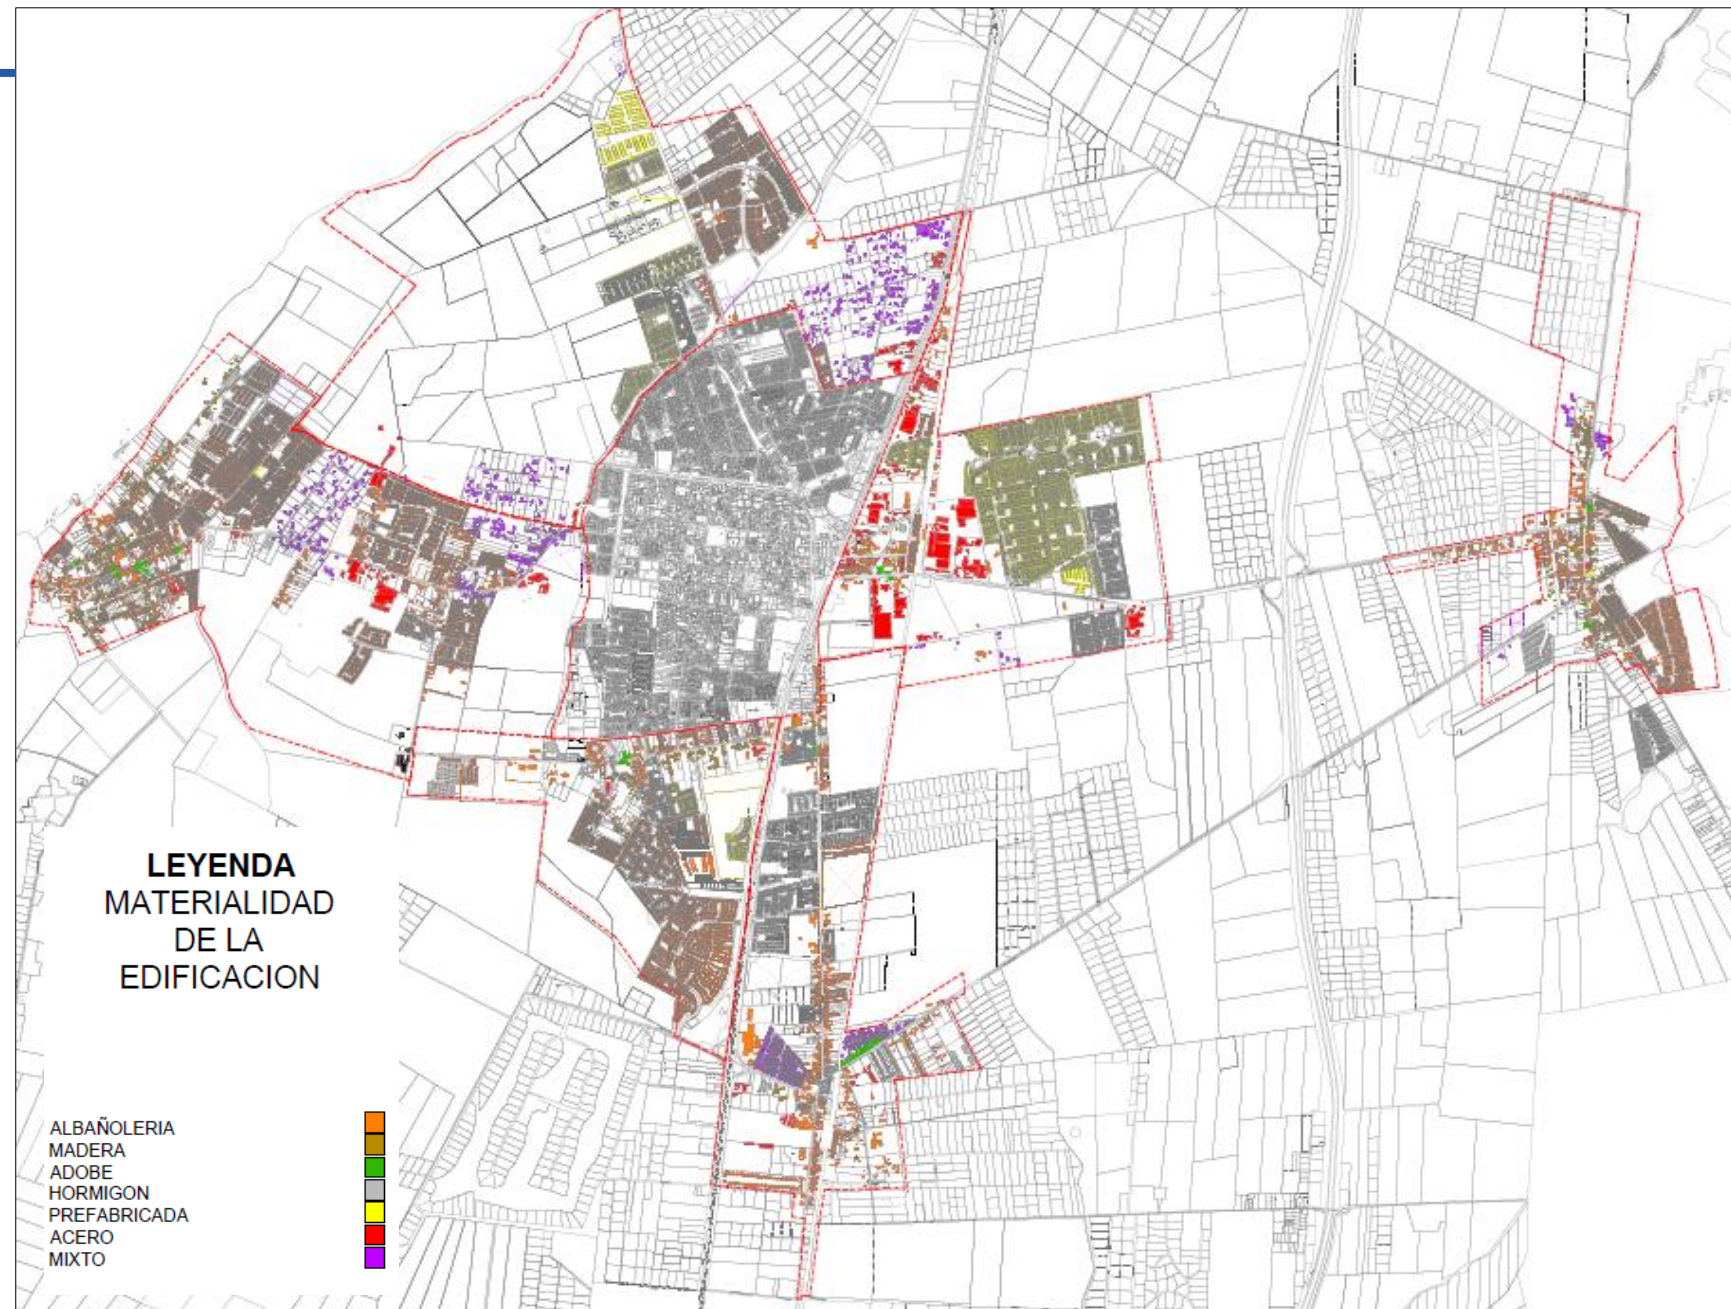 LEYENDA
MATERIALIDAD
DE LA
EDIFICACION
ALBAÑOLERIA
MADERA
ADOBE
HORMIGON
PREFABRICADA
ACERO
MIXTO